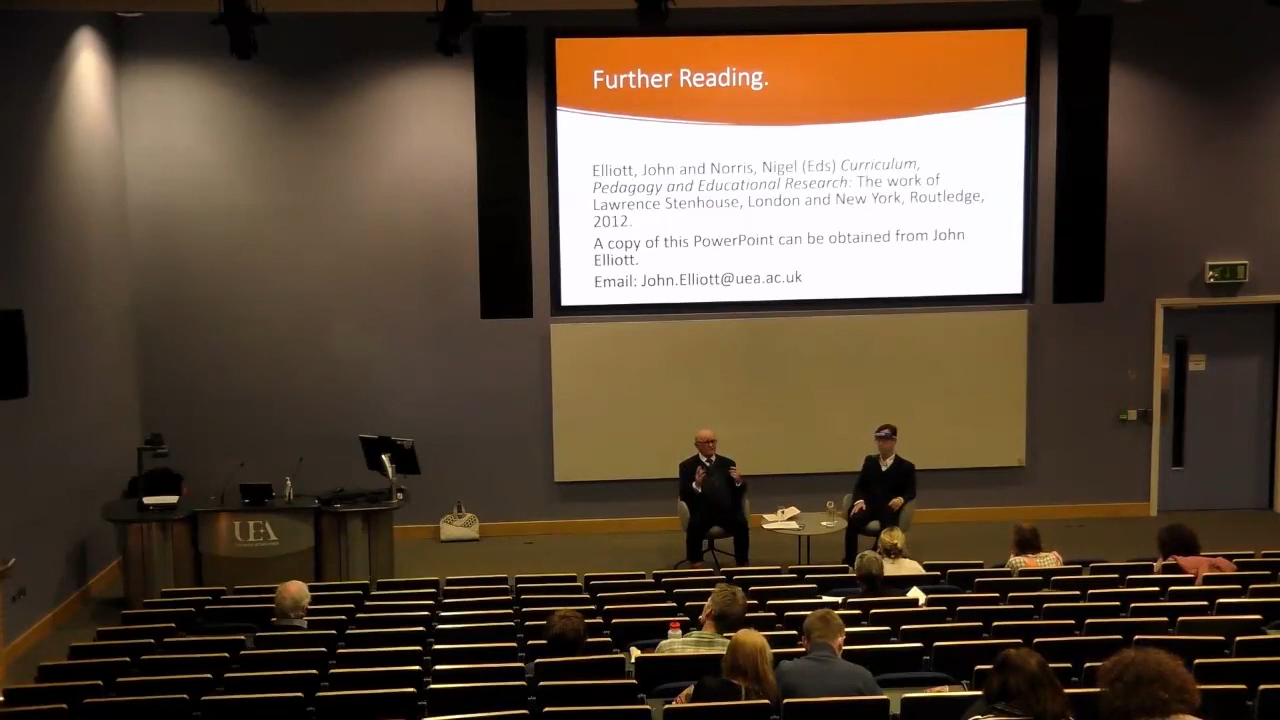 Further Reading.
Elliott, John and Norris, Nigel (Eds) Curriculum,
Pedagogy and Educational Research: The work of
Lawrence Stenhouse, London and New York, Routledge,
2012.
A copy of this PowerPoint can be obtained from John
Elliott.
Email: John.Elliott@uea.ac.uk
UEA